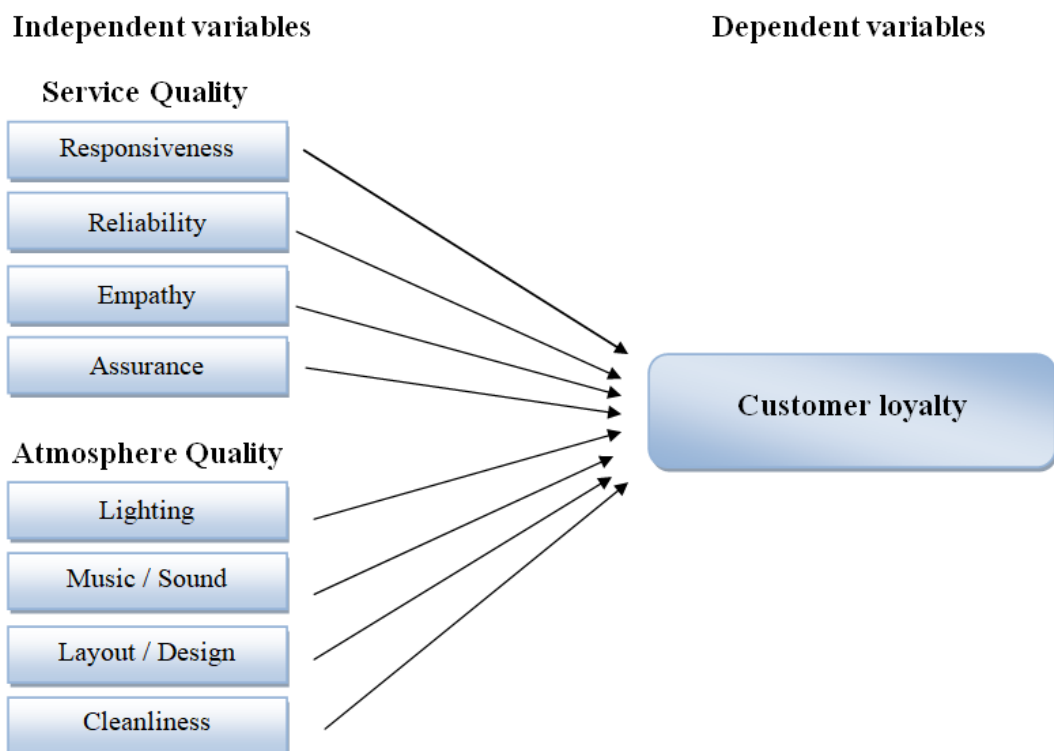 Independent variables
Dependent variables
Service Quality
Responsiveness
Reliability
Empathy
Assurance
Customer loyalty
Atmosphere Quality
Lighting
Music / Sound
Layout / Design
Cleanliness